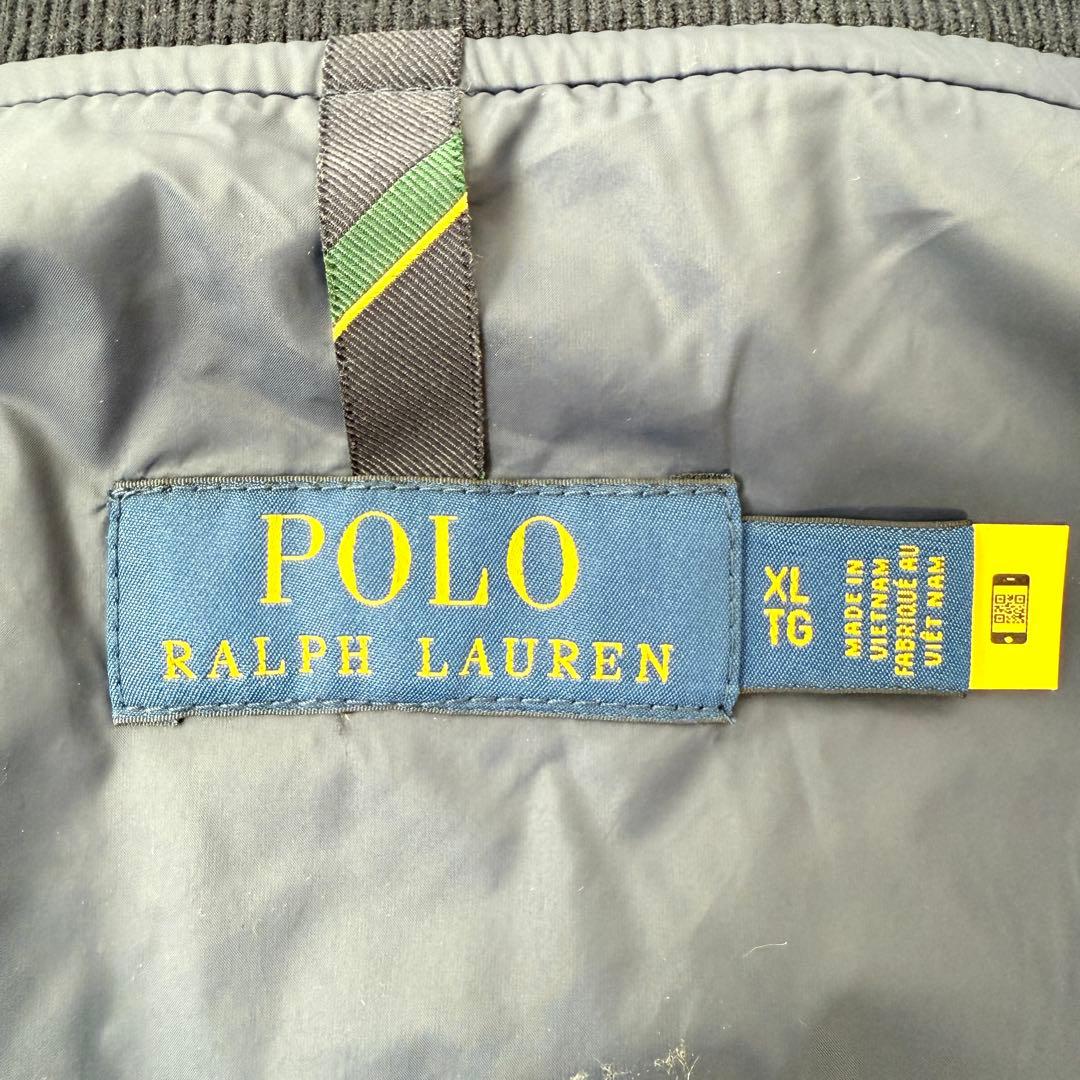 POLO
RALPH LAUREN
XL
TG
MADE IN
VIETNAM
FABRIQUÉ AU
VIÊT NAM